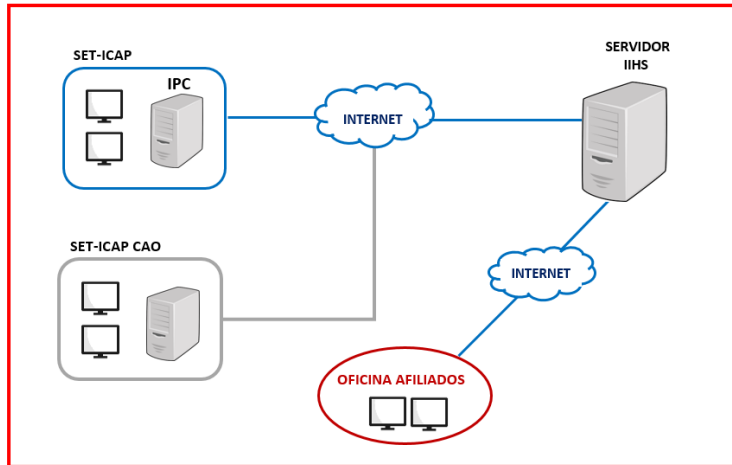 SET-ICAP
IPC
INTERNET
SERVIDOR
IIHS
SET-ICAP CAO
INTERNET
OFICINA AFILIADOS